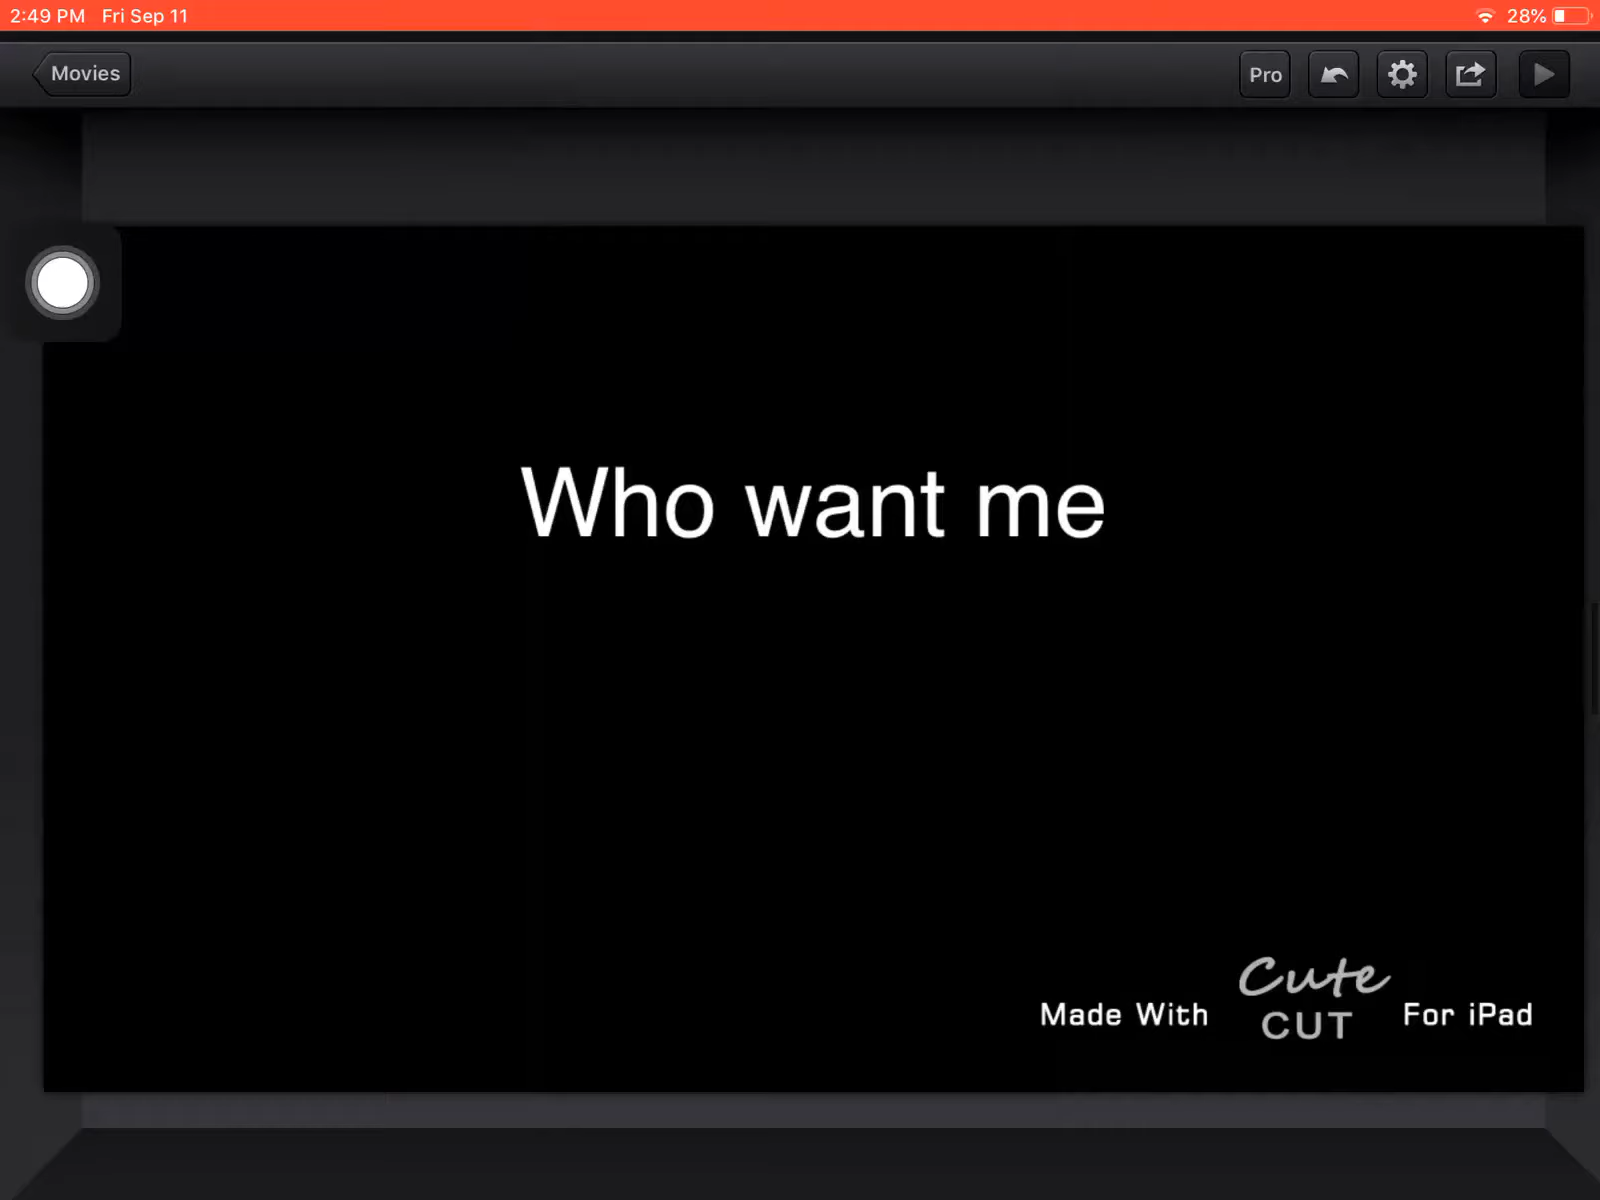 2:49 PM Fri Sep 11 28%
Movies Pro
Who want me
Made With Cute CUT For iPad